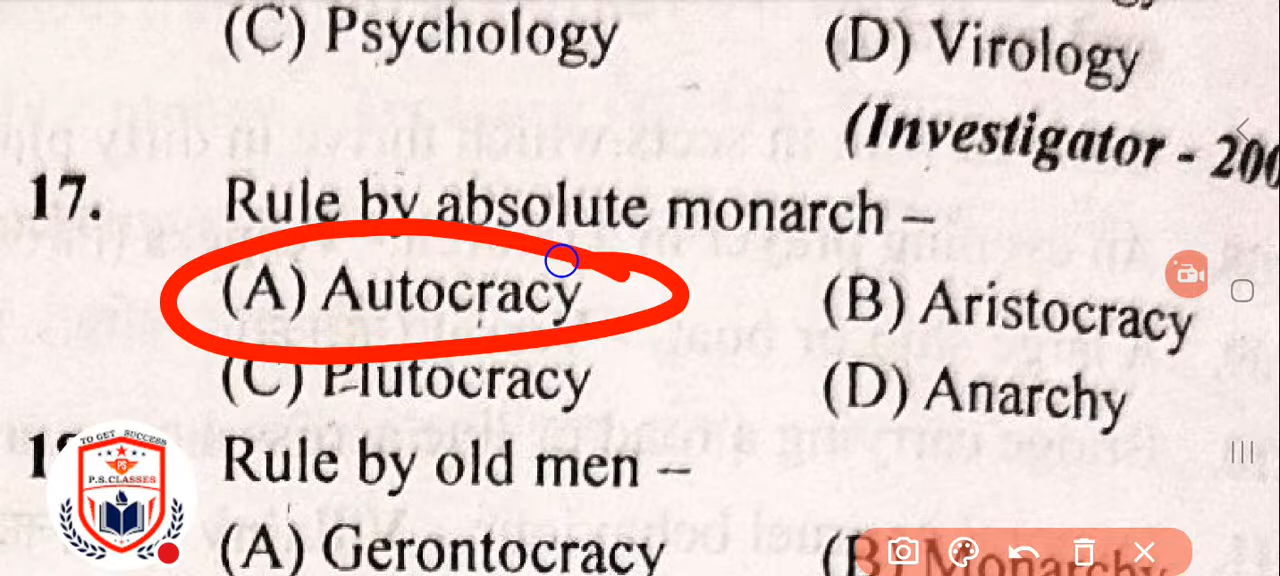 (C) Psychology (D) Virology
(Investigator - 200
17. Rule by absolute monarch –
(A) Autocracy (B) Aristocracy
(C) Plutocracy (D) Anarchy
Rule by old men –
(A) Gerontocracy (B) Monarchy
TO GET SUCCESS
PS
P.S.CLASSES